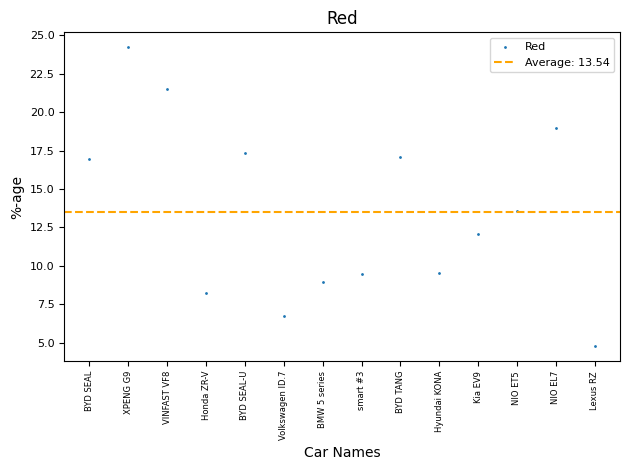 Red
25.0
22.5
20.0
17.5
15.0
12.5
10.0
7.5
5.0
%-age
Red
Average: 13.54
BYD SEAL
XPENG G9
VINFAST VF8
Honda ZR-V
BYD SEAL-U
Volkswagen ID.7
BMW 5 series
smart #3
BYD TANG
Hyundai KONA
Kia EV9
NIO ET5
NIO EL7
Lexus RZ
Car Names